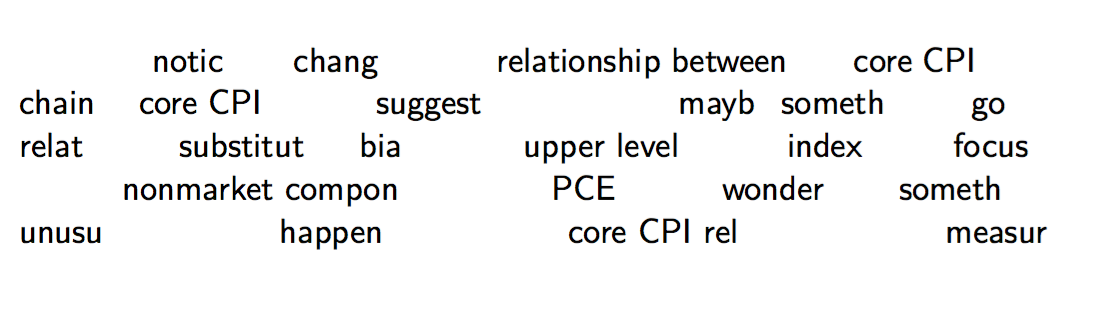 notic chang relationship between core CPI
chain core CPI suggest mayb someth go
relat substitut bia upper level index focus
nonmarket compon PCE wonder someth
unusu happen core CPI rel measur